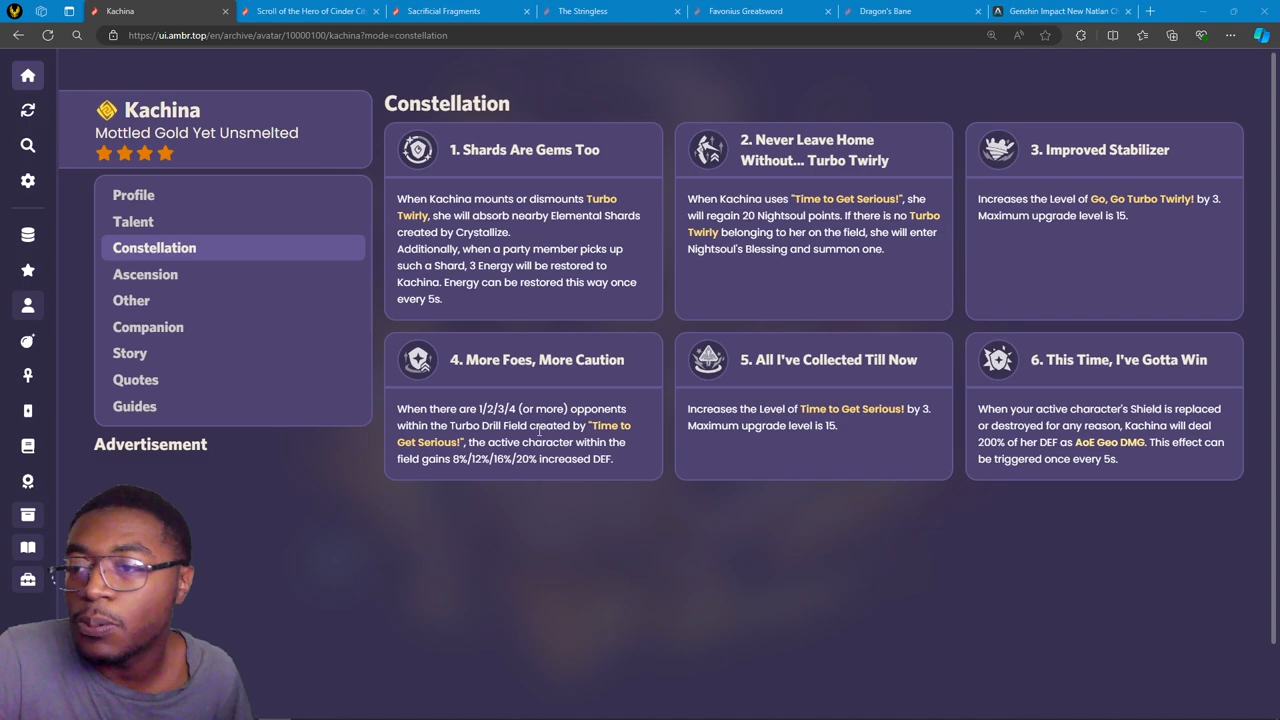 Kachina
Scroll of the Hero of Cinder Ci
Sacrificial Fragments
The Stringless
Favonius Greatsword
Dragon's Bane
Genshin Impact New Natlan C
https://ui.ambr.top/en/archive/avatar/10000100/kachina?mode=constellation
Kachina
Mottled Gold Yet Unsmelted
Profile
Talent
Constellation
Ascension
Other
Companion
Story
Quotes
Guides
Advertisement
Constellation
1. Shards Are Gems Too
When Kachina mounts or dismounts Turbo
Twirly, she will absorb nearby Elemental Shards
created by Crystallize.
Additionally, when a party member picks up
such a Shard, 3 Energy will be restored to
Kachina. Energy can be restored this way once
every 5s.
2. Never Leave Home
Without... Turbo Twirly
When Kachina uses "Time to Get Serious!", she
will regain 20 Nightsoul points. If there is no Turbo
Twirly belonging to her on the field, she will enter
Nightsoul's Blessing and summon one.
3. Improved Stabilizer
Increases the Level of Go, Go Turbo Twirly! by 3.
Maximum upgrade level is 15.
4. More Foes, More Caution
When there are 1/2/3/4 (or more) opponents
within the Turbo Drill Field created by "Time to
Get Serious!", the active character within the
field gains 8%/12%/16%/20% increased DEF.
5. All I've Collected Till Now
Increases the Level of Time to Get Serious! by 3.
Maximum upgrade level is 15.
6. This Time, I've Gotta Win
When your active character's Shield is replaced
or destroyed for any reason, Kachina will deal
200% of her DEF as AoE Geo DMG. This effect can
be triggered once every 5s.